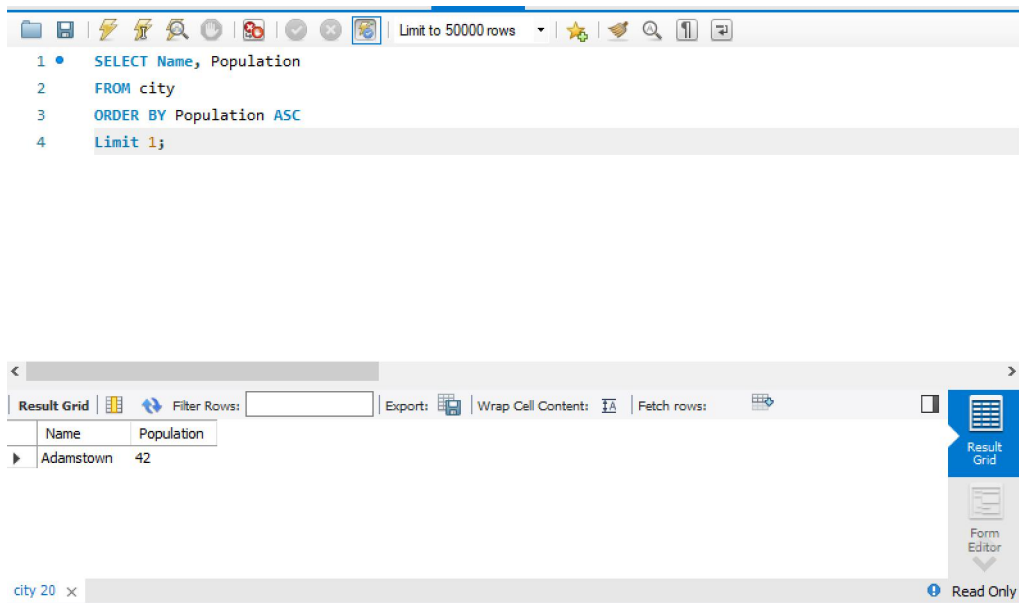 Limit to 50000 rows
1 SELECT Name, Population
2 FROM city
3 ORDER BY Population ASC
4 Limit 1;
Result Grid Filter Rows: Export: Wrap Cell Content: IA Fetch rows:
Name Population
Adamstown 42
Result
Grid
Form
Editor
city 20 Read Only